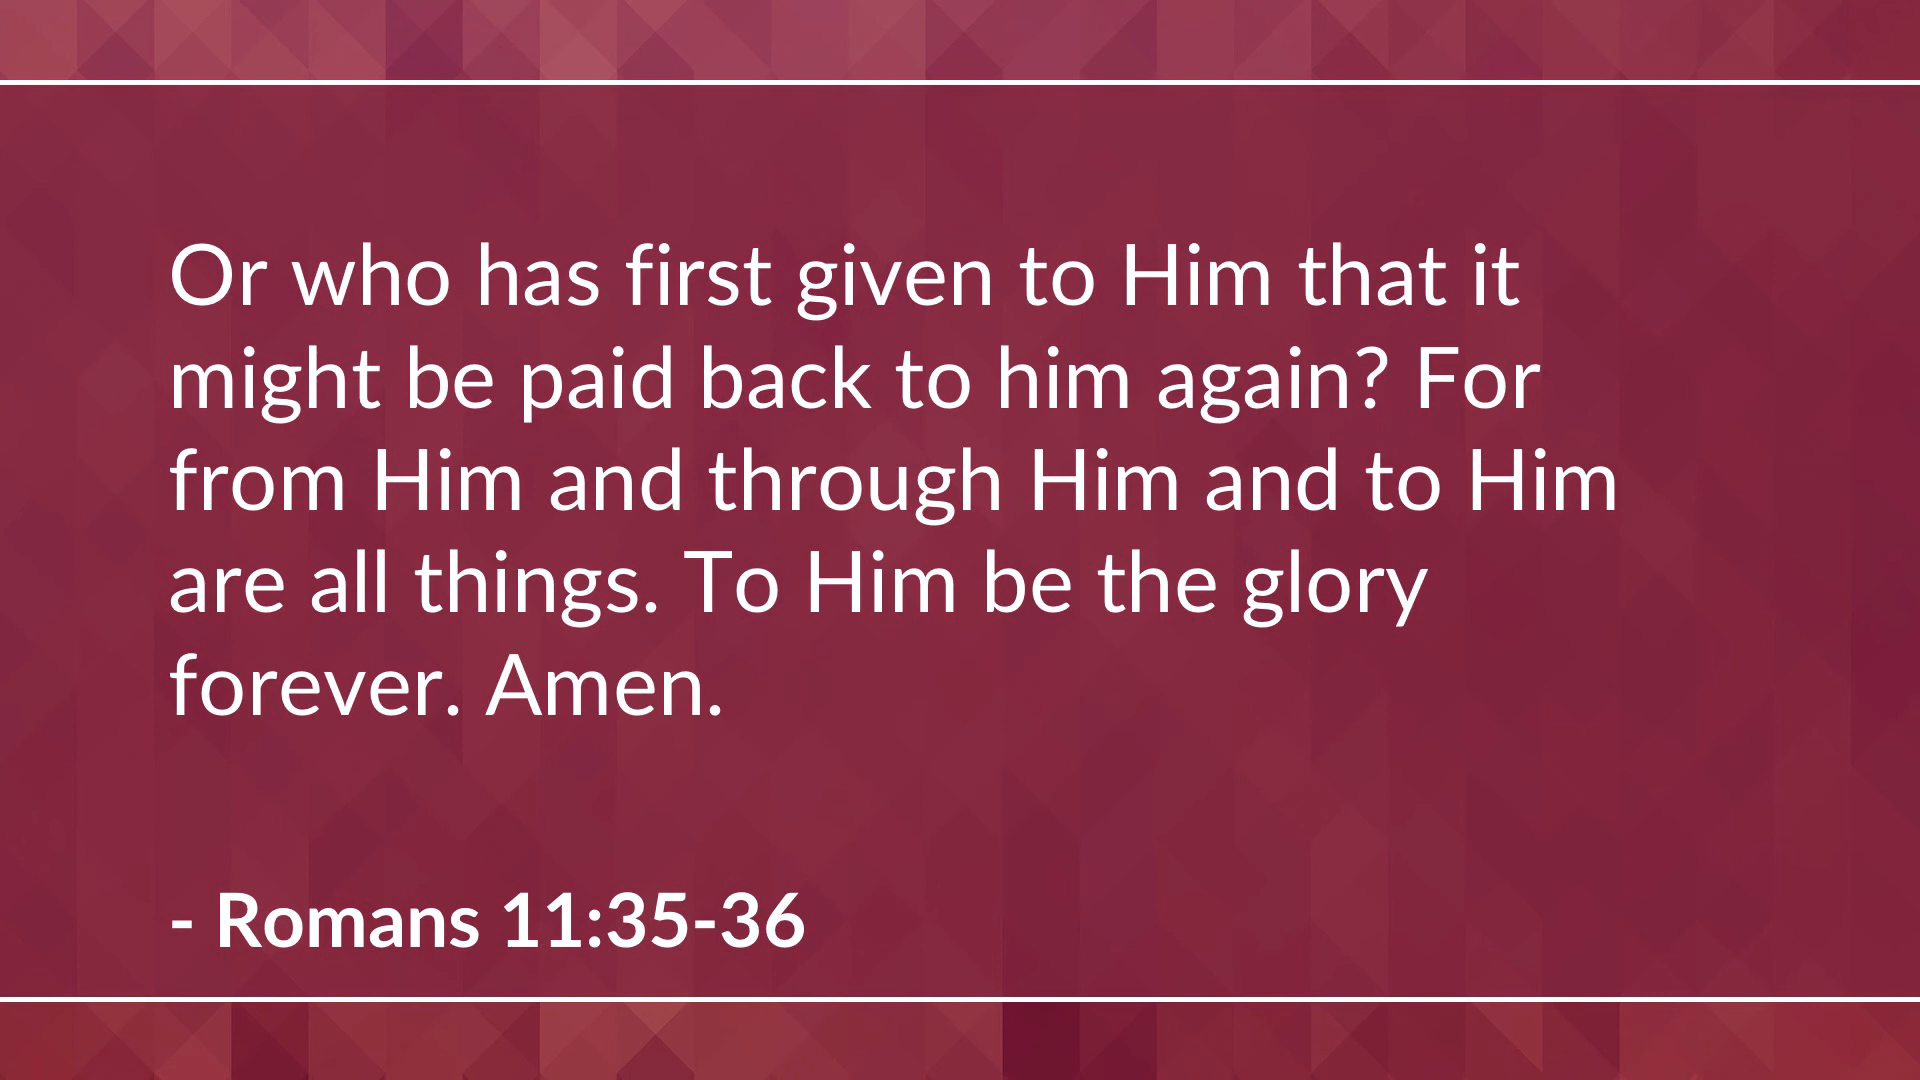 Or who has first given to Him that it
might be paid back to him again? For
from Him and through Him and to Him
are all things. To Him be the glory
forever. Amen.
- Romans 11:35-36